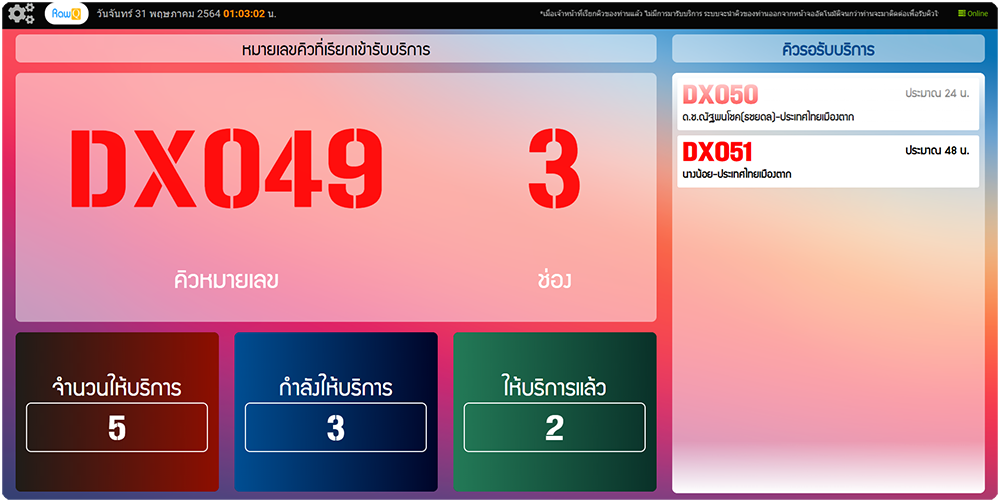 RowQ วันจันทร์ 31 พฤษภาคม 2564 01:03:02 น. *เมื่อเจ้าหน้าที่เรียกคิวของท่านแล้ว ไม่มีการมารับบริการ ระบบจะนำคิวของท่านออกจากหน้าจออัตโนมัติจนกว่าท่านจะมาติดต่อเพื่อรับคิวใ Online
หมายเลขคิวที่เรียกเข้ารับบริการ
คิวรอรับบริการ
DX049 3
คิวหมายเลข ช่อง
DX050 ประมาณ 24 น.
ด.ช.ณัฐพนโชค(รชยดล)-ประเทศไทยเมืองตาก
DX051 ประมาณ 48 น.
นางน้อย-ประเทศไทยเมืองตาก
จำนวนให้บริการ
5
กำลังให้บริการ
3
ให้บริการแล้ว
2